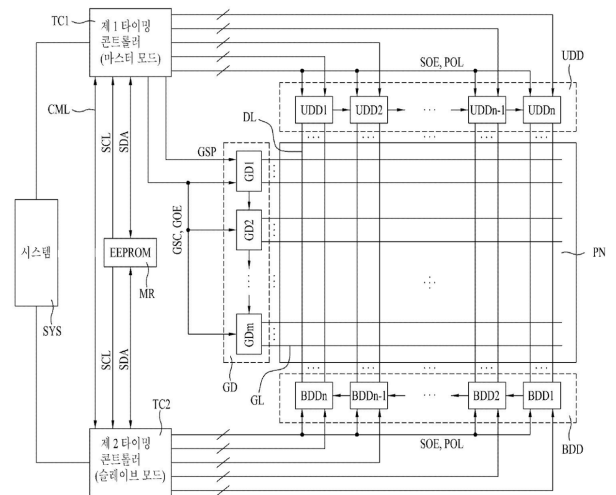 TC1
제 1 타이밍
콘트롤러
(마스터 모드)
SOE, POL
UDD
UDD1
UDD2
...
UDDn-1
UDDn
CML
SCL
SDA
DL
GSP
GSC, GOE
GD1
GD2
GDm
GD
GL
PN
시스템
SYS
EEPROM
MR
SCL
SDA
BDDn
BDDn-1
...
BDD2
BDD1
BDD
SOE, POL
TC2
제 2 타이밍
콘트롤러
(슬레이브 모드)